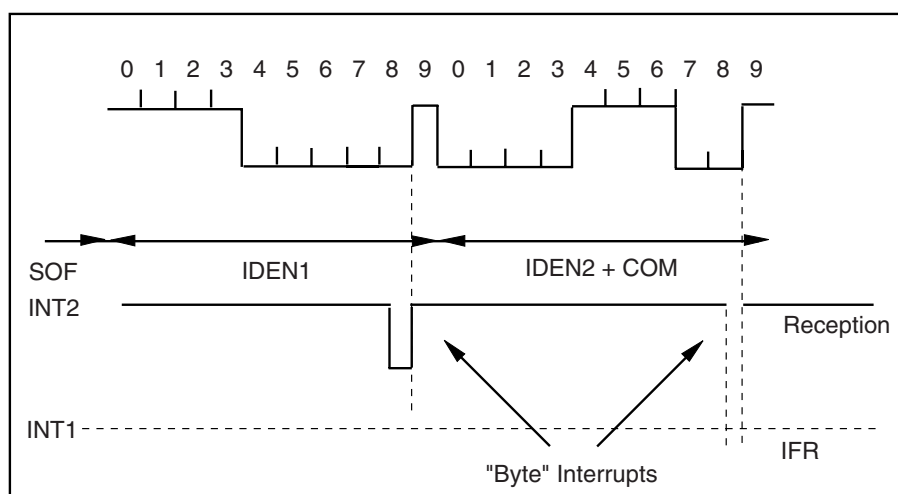 0 1 2 3 4 5 6 7 8 9 0 1 2 3 4 5 6 7 8 9
SOF IDEN1 IDEN2 + COM
INT2
Reception
INT1
IFR
"Byte" Interrupts